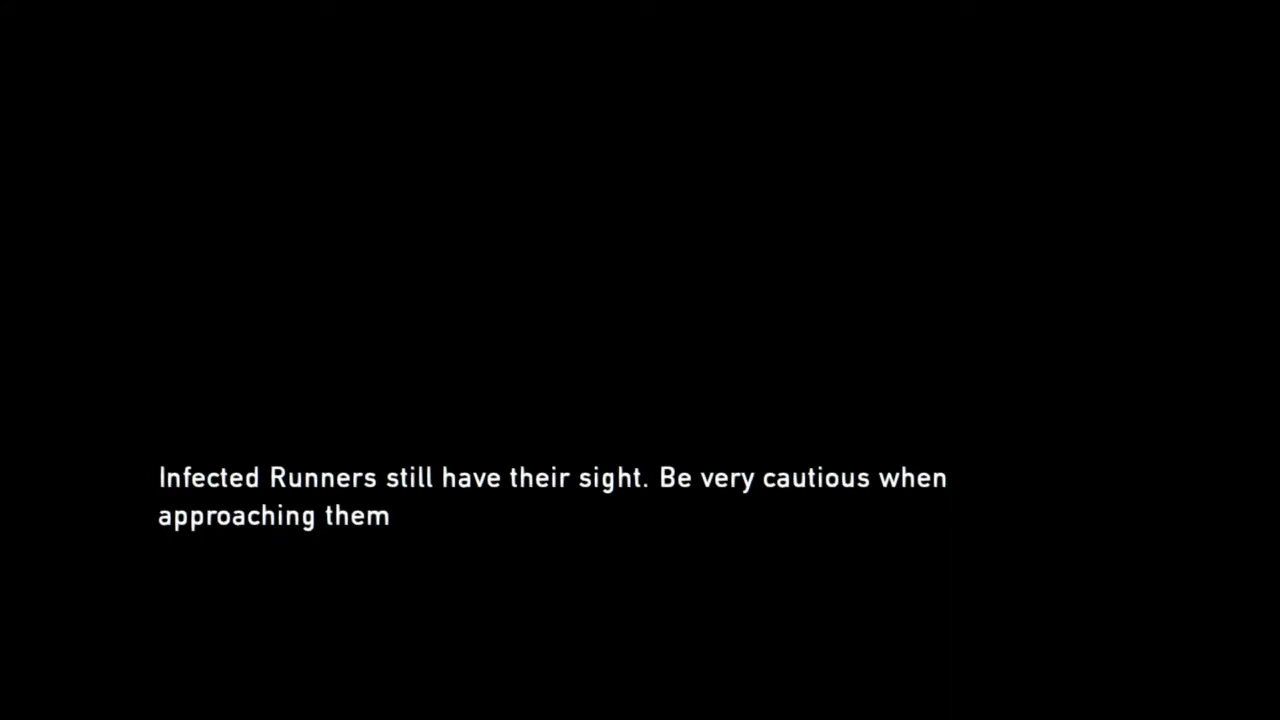 Infected Runners still have their sight. Be very cautious when
approaching them